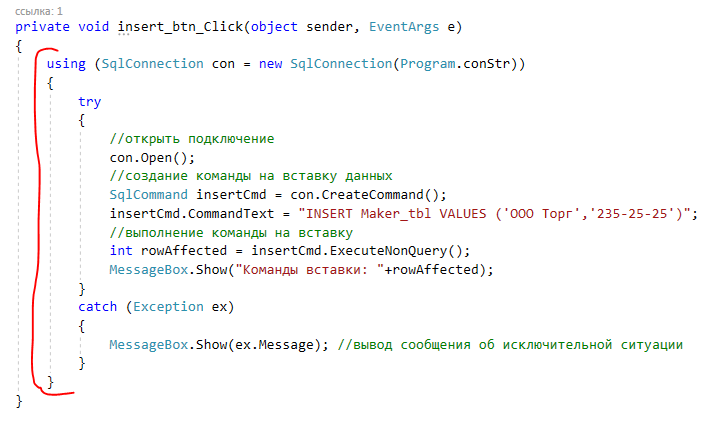 ссылка: 1
private void insert_btn_Click(object sender, EventArgs e)
{
using (SqlConnection con = new SqlConnection(Program.conStr))
{
try
{
//открыть подключение
con.Open();
//создание команды на вставку данных
SqlCommand insertCmd = con.CreateCommand();
insertCmd.CommandText = "INSERT Maker_tbl VALUES ('ООО Торг','235-25-25')";
//выполнение команды на вставку
int rowAffected = insertCmd.ExecuteNonQuery();
MessageBox.Show("Команды вставки: "+rowAffected);
}
catch (Exception ex)
{
MessageBox.Show(ex.Message); //вывод сообщения об исключительной ситуации
}
}
}